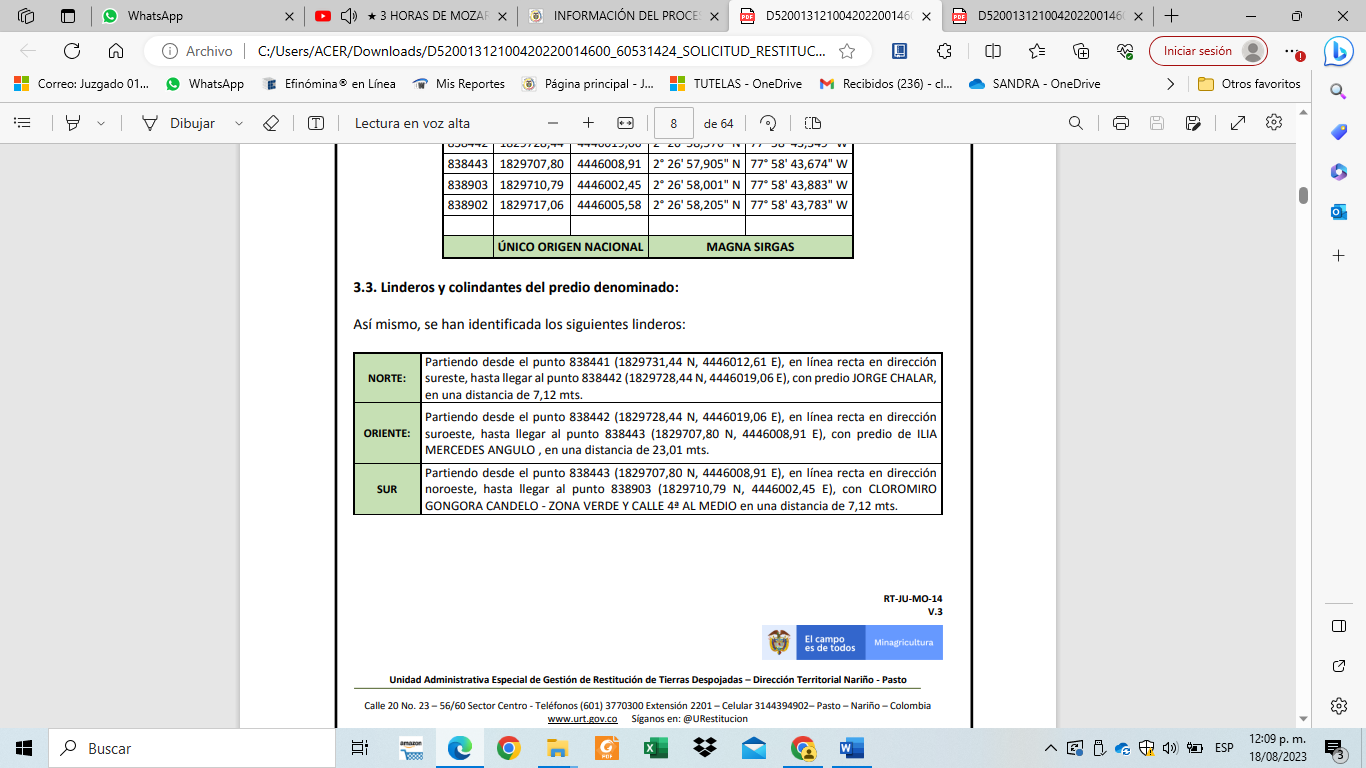 WhatsApp
★ 3 HORAS DE MOZAR
INFORMACIÓN DEL PROCES
D520013121004202200146
D520013121004202200146
Archivo
C:/Users/ACER/Downloads/D52001312100420220014600_60531424_SOLICITUD_RESTITUC...
Iniciar sesión
Correo: Juzgado 01...
WhatsApp
Efinómina® en Línea
Mis Reportes
Página principal - J...
TUTELAS - OneDrive
Recibidos (236) - cl...
SANDRA - OneDrive
Otros favoritos
Dibujar
Lectura en voz alta
8
de 64
838442 1829728,44 4446019,06
838443 1829707,80 4446008,91 2° 26' 57,905" N 77° 58' 43,674" W
838903 1829710,79 4446002,45 2° 26' 58,001" N 77° 58' 43,883" W
838902 1829717,06 4446005,58 2° 26' 58,205" N 77° 58' 43,783" W
ÚNICO ORIGEN NACIONAL MAGNA SIRGAS
3.3. Linderos y colindantes del predio denominado:
Así mismo, se han identificada los siguientes linderos:
NORTE:
Partiendo desde el punto 838441 (1829731,44 N, 4446012,61 E), en línea recta en dirección
sureste, hasta llegar al punto 838442 (1829728,44 N, 4446019,06 E), con predio JORGE CHALAR,
en una distancia de 7,12 mts.
ORIENTE:
Partiendo desde el punto 838442 (1829728,44 N, 4446019,06 E), en línea recta en dirección
suroeste, hasta llegar al punto 838443 (1829707,80 N, 4446008,91 E), con predio de ILIA
MERCEDES ANGULO , en una distancia de 23,01 mts.
SUR
Partiendo desde el punto 838443 (1829707,80 N, 4446008,91 E), en línea recta en dirección
noroeste, hasta llegar al punto 838903 (1829710,79 N, 4446002,45 E), con CLOROMIRO
GONGORA CANDELO - ZONA VERDE Y CALLE 4ª AL MEDIO en una distancia de 7,12 mts.
RT-JU-MO-14
V.3
El campo
es de todos
Minagricultura
Unidad Administrativa Especial de Gestión de Restitución de Tierras Despojadas – Dirección Territorial Nariño - Pasto
Calle 20 No. 23 – 56/60 Sector Centro - Teléfonos (601) 3770300 Extensión 2201 – Celular 3144394902– Pasto – Nariño – Colombia
www.urt.gov.co Síganos en: @URestitucion
Buscar
amazon
ESP
12:09 p. m.
18/08/2023
3